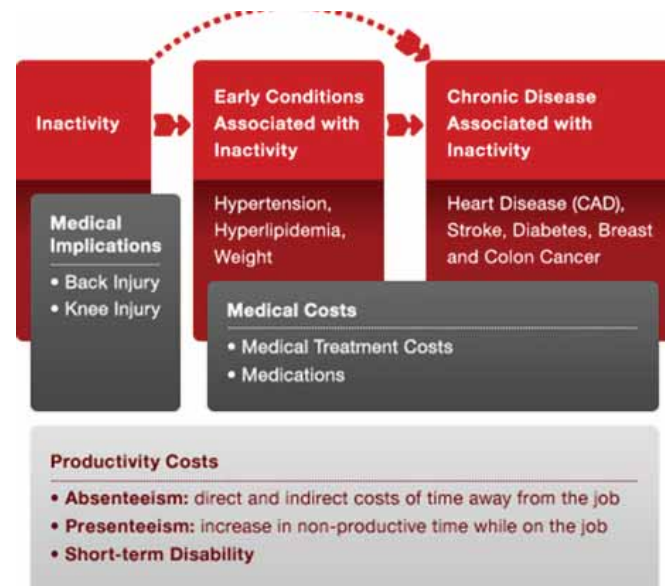 Inactivity
Early Conditions
Associated with
Inactivity
Chronic Disease
Associated with
Inactivity
Medical
Implications
• Back Injury
• Knee Injury
Hypertension,
Hyperlipidemia,
Weight
Heart Disease (CAD),
Stroke, Diabetes, Breast
and Colon Cancer
Medical Costs
• Medical Treatment Costs
• Medications
Productivity Costs
• Absenteeism: direct and indirect costs of time away from the job
• Presenteeism: increase in non-productive time while on the job
• Short-term Disability